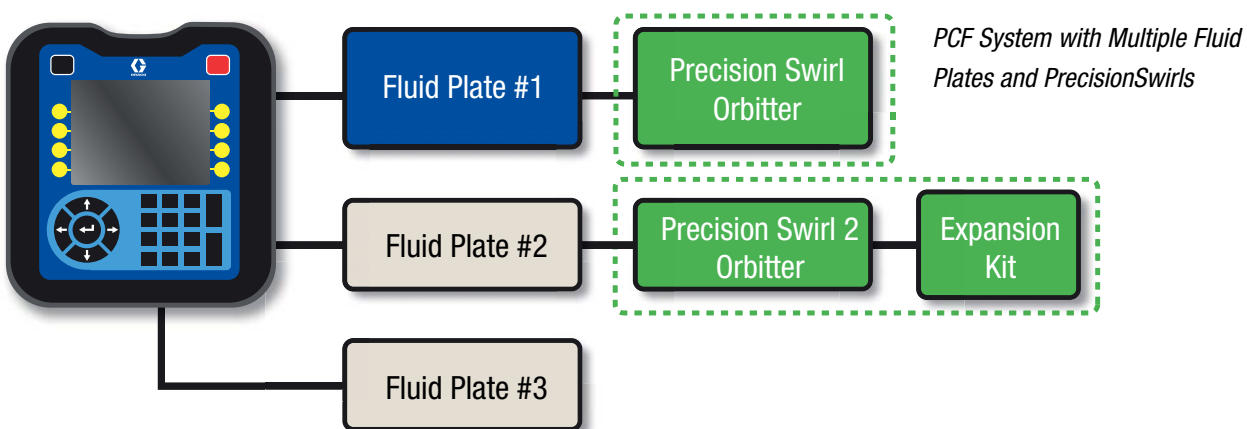 Fluid Plate #1
Precision Swirl
Orbitter
PCF System with Multiple Fluid
Plates and PrecisionSwirls
Fluid Plate #2
Precision Swirl 2
Orbitter
Expansion
Kit
Fluid Plate #3